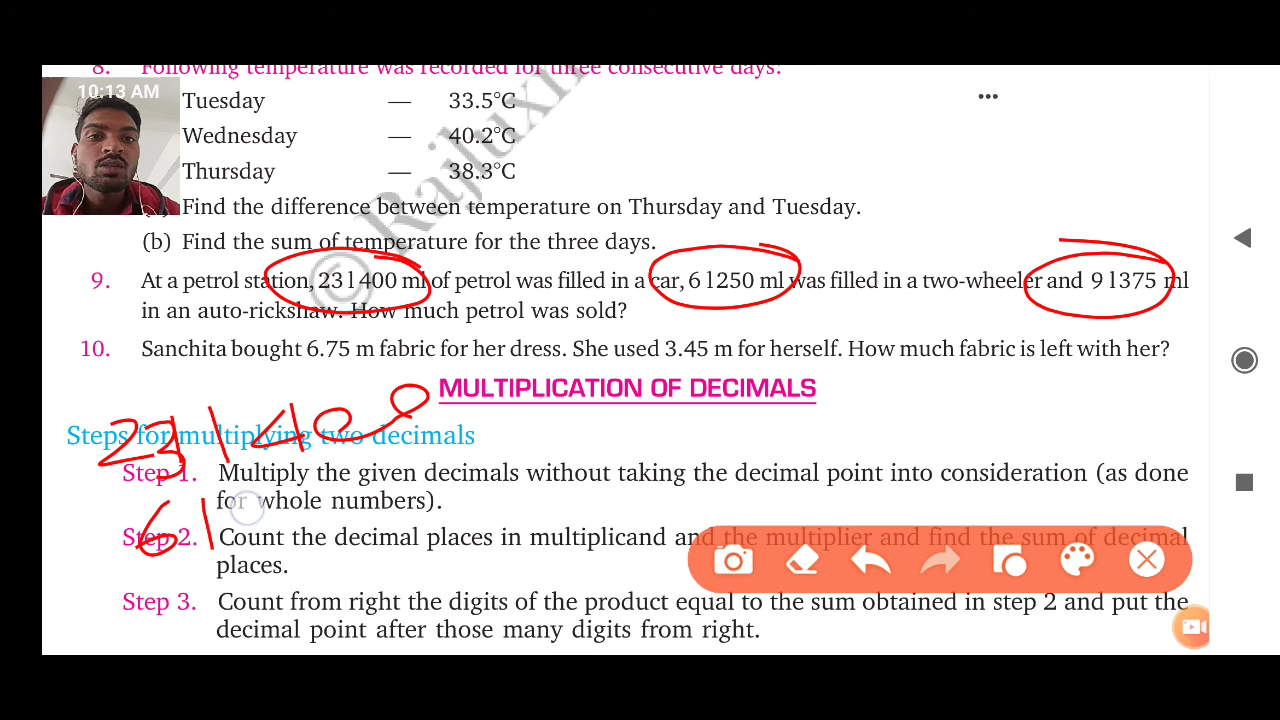 8. Following temperature was recorded for three consecutive days:
10:13 AM
Tuesday — 33.5°C
Wednesday — 40.2°C
Thursday — 38.3°C
Find the difference between temperature on Thursday and Tuesday.
(b) Find the sum of temperature for the three days.
9. At a petrol station, 23 l 400 ml of petrol was filled in a car, 6 l 250 ml was filled in a two-wheeler and 9 l 375 ml
in an auto-rickshaw. How much petrol was sold?
10. Sanchita bought 6.75 m fabric for her dress. She used 3.45 m for herself. How much fabric is left with her?
MULTIPLICATION OF DECIMALS
23 l 400
Steps for multiplying two decimals
Step 1. Multiply the given decimals without taking the decimal point into consideration (as done
for whole numbers).
6 l
Step 2. Count the decimal places in multiplicand and the multiplier and find the sum of decimal
places.
Step 3. Count from right the digits of the product equal to the sum obtained in step 2 and put the
decimal point after those many digits from right.